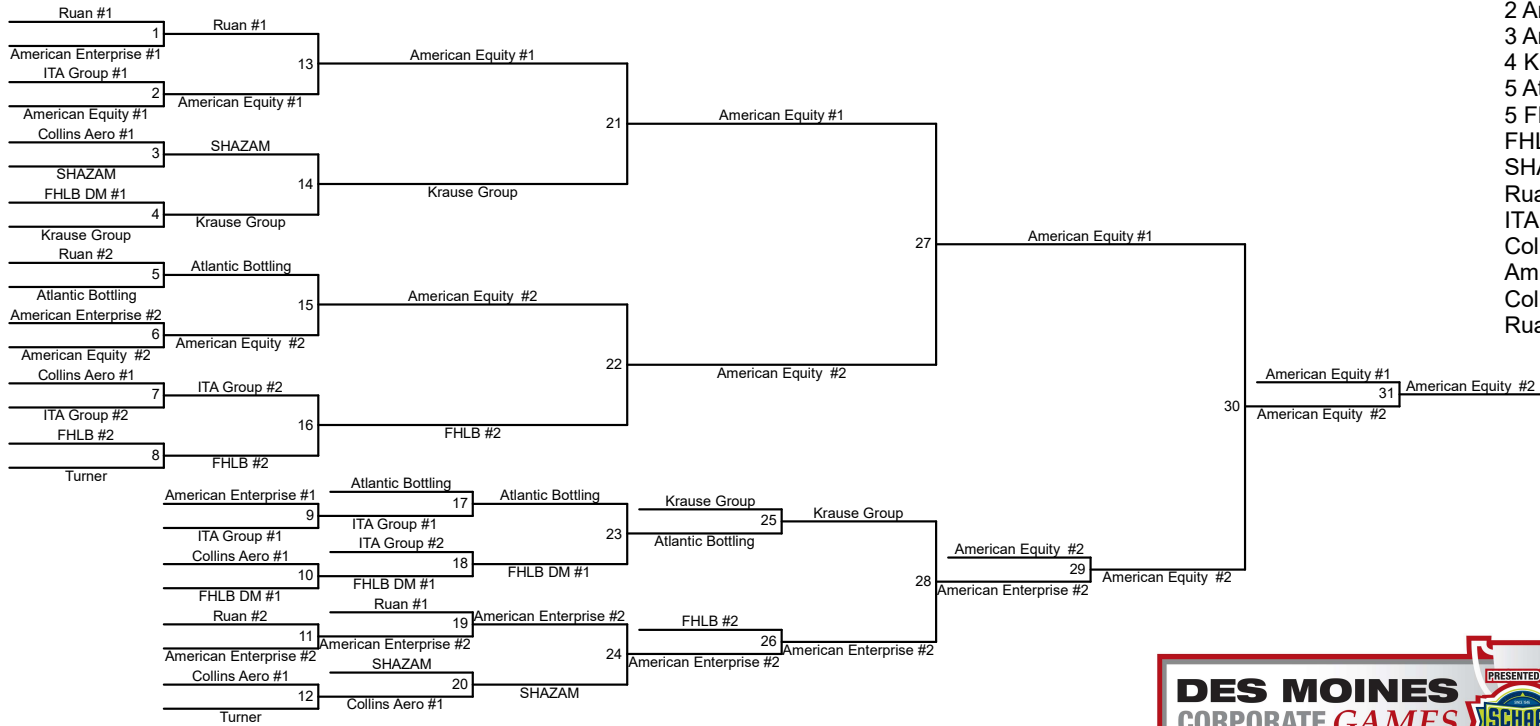 Ruan #1
1
American Enterprise #1
Ruan #1
13
ITA Group #1
2
American Equity #1
American Equity #1
American Equity #1
21
Collins Aero #1
3
SHAZAM
SHAZAM
14
FHLB DM #1
4
Krause Group
Krause Group
Krause Group
American Equity #1
27
Ruan #2
5
Atlantic Bottling
Atlantic Bottling
15
American Enterprise #2
6
American Equity #2
American Equity #2
American Equity #2
22
Collins Aero #1
7
ITA Group #2
ITA Group #2
16
FHLB #2
8
Turner
FHLB #2
FHLB #2
American Equity #2
American Equity #1
30
American Equity #1
31
American Equity #2
American Equity #2
American Enterprise #1
9
ITA Group #1
Atlantic Bottling
17
ITA Group #1
Atlantic Bottling
23
Collins Aero #1
10
FHLB DM #1
ITA Group #2
18
FHLB DM #1
FHLB DM #1
Krause Group
25
Atlantic Bottling
Krause Group
28
Ruan #2
11
American Enterprise #2
Ruan #1
19
American Enterprise #2
American Enterprise #2
24
Collins Aero #1
12
Turner
SHAZAM
20
Collins Aero #1
SHAZAM
FHLB #2
26
American Enterprise #2
American Enterprise #2
American Equity #2
29
American Enterprise #2
American Equity #2
2
3
4
5
5
DES MOINES
CORPORATE GAMES
PRESENTED